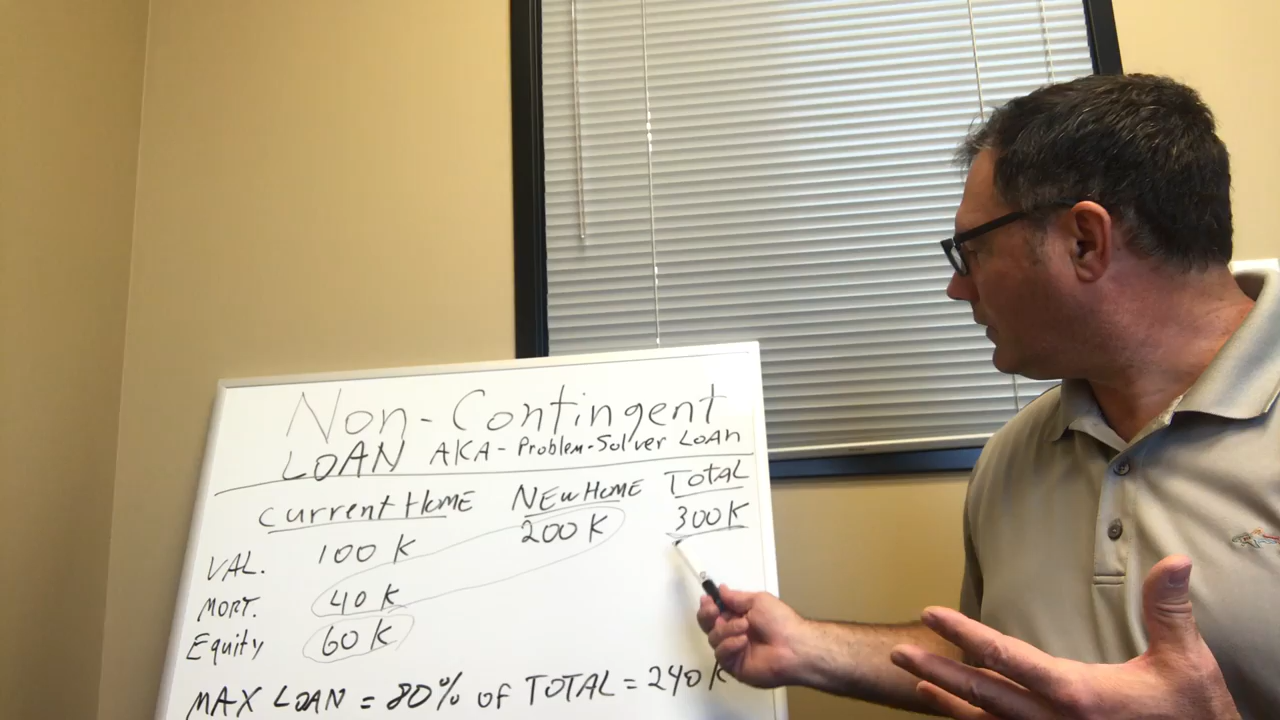 Non-Contingent
LOAN AKA - Problem-Solver LOAN
Current Home NEw HOME TOTAL
VAL. 100 K 200 K 300 K
MORT. 40 K
Equity 60 K
MAX LOAN = 80% OF TOTAL = 240 K